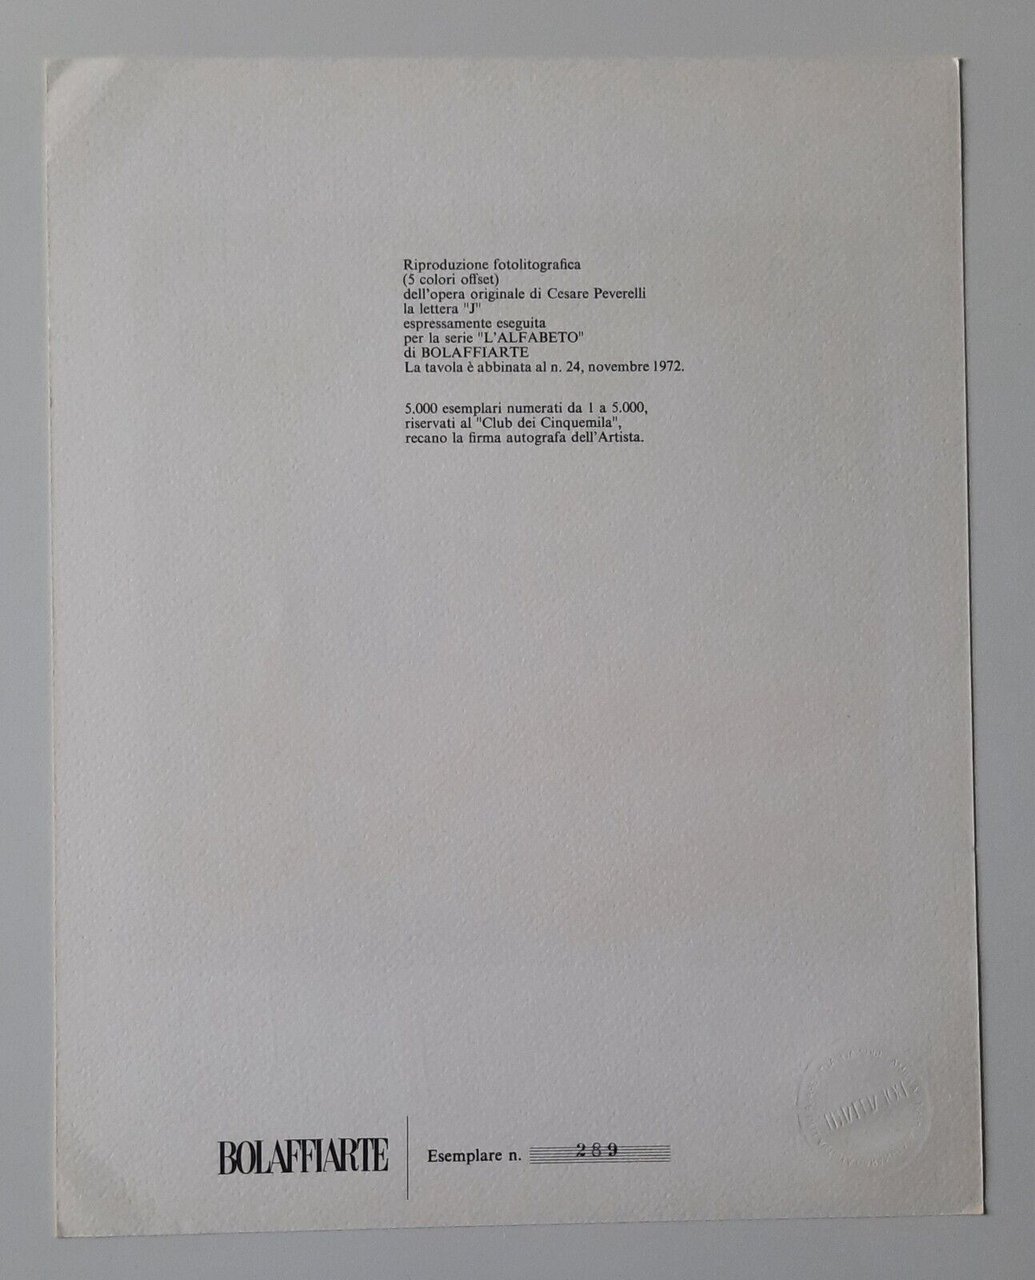 Riproduzione fotolitografica
(5 colori offset)
dell'opera originale di Cesare Peverelli
la lettera "J"
espressamente eseguita
per la serie "L'ALFABETO"
di BOLAFFIARTE
La tavola è abbinata al n. 24, novembre 1972.
5.000 esemplari numerati da 1 a 5.000,
riservati al "Club dei Cinquemila",
recano la firma autografa dell'Artista.
BOLAFFIARTE
Esemplare n. 289